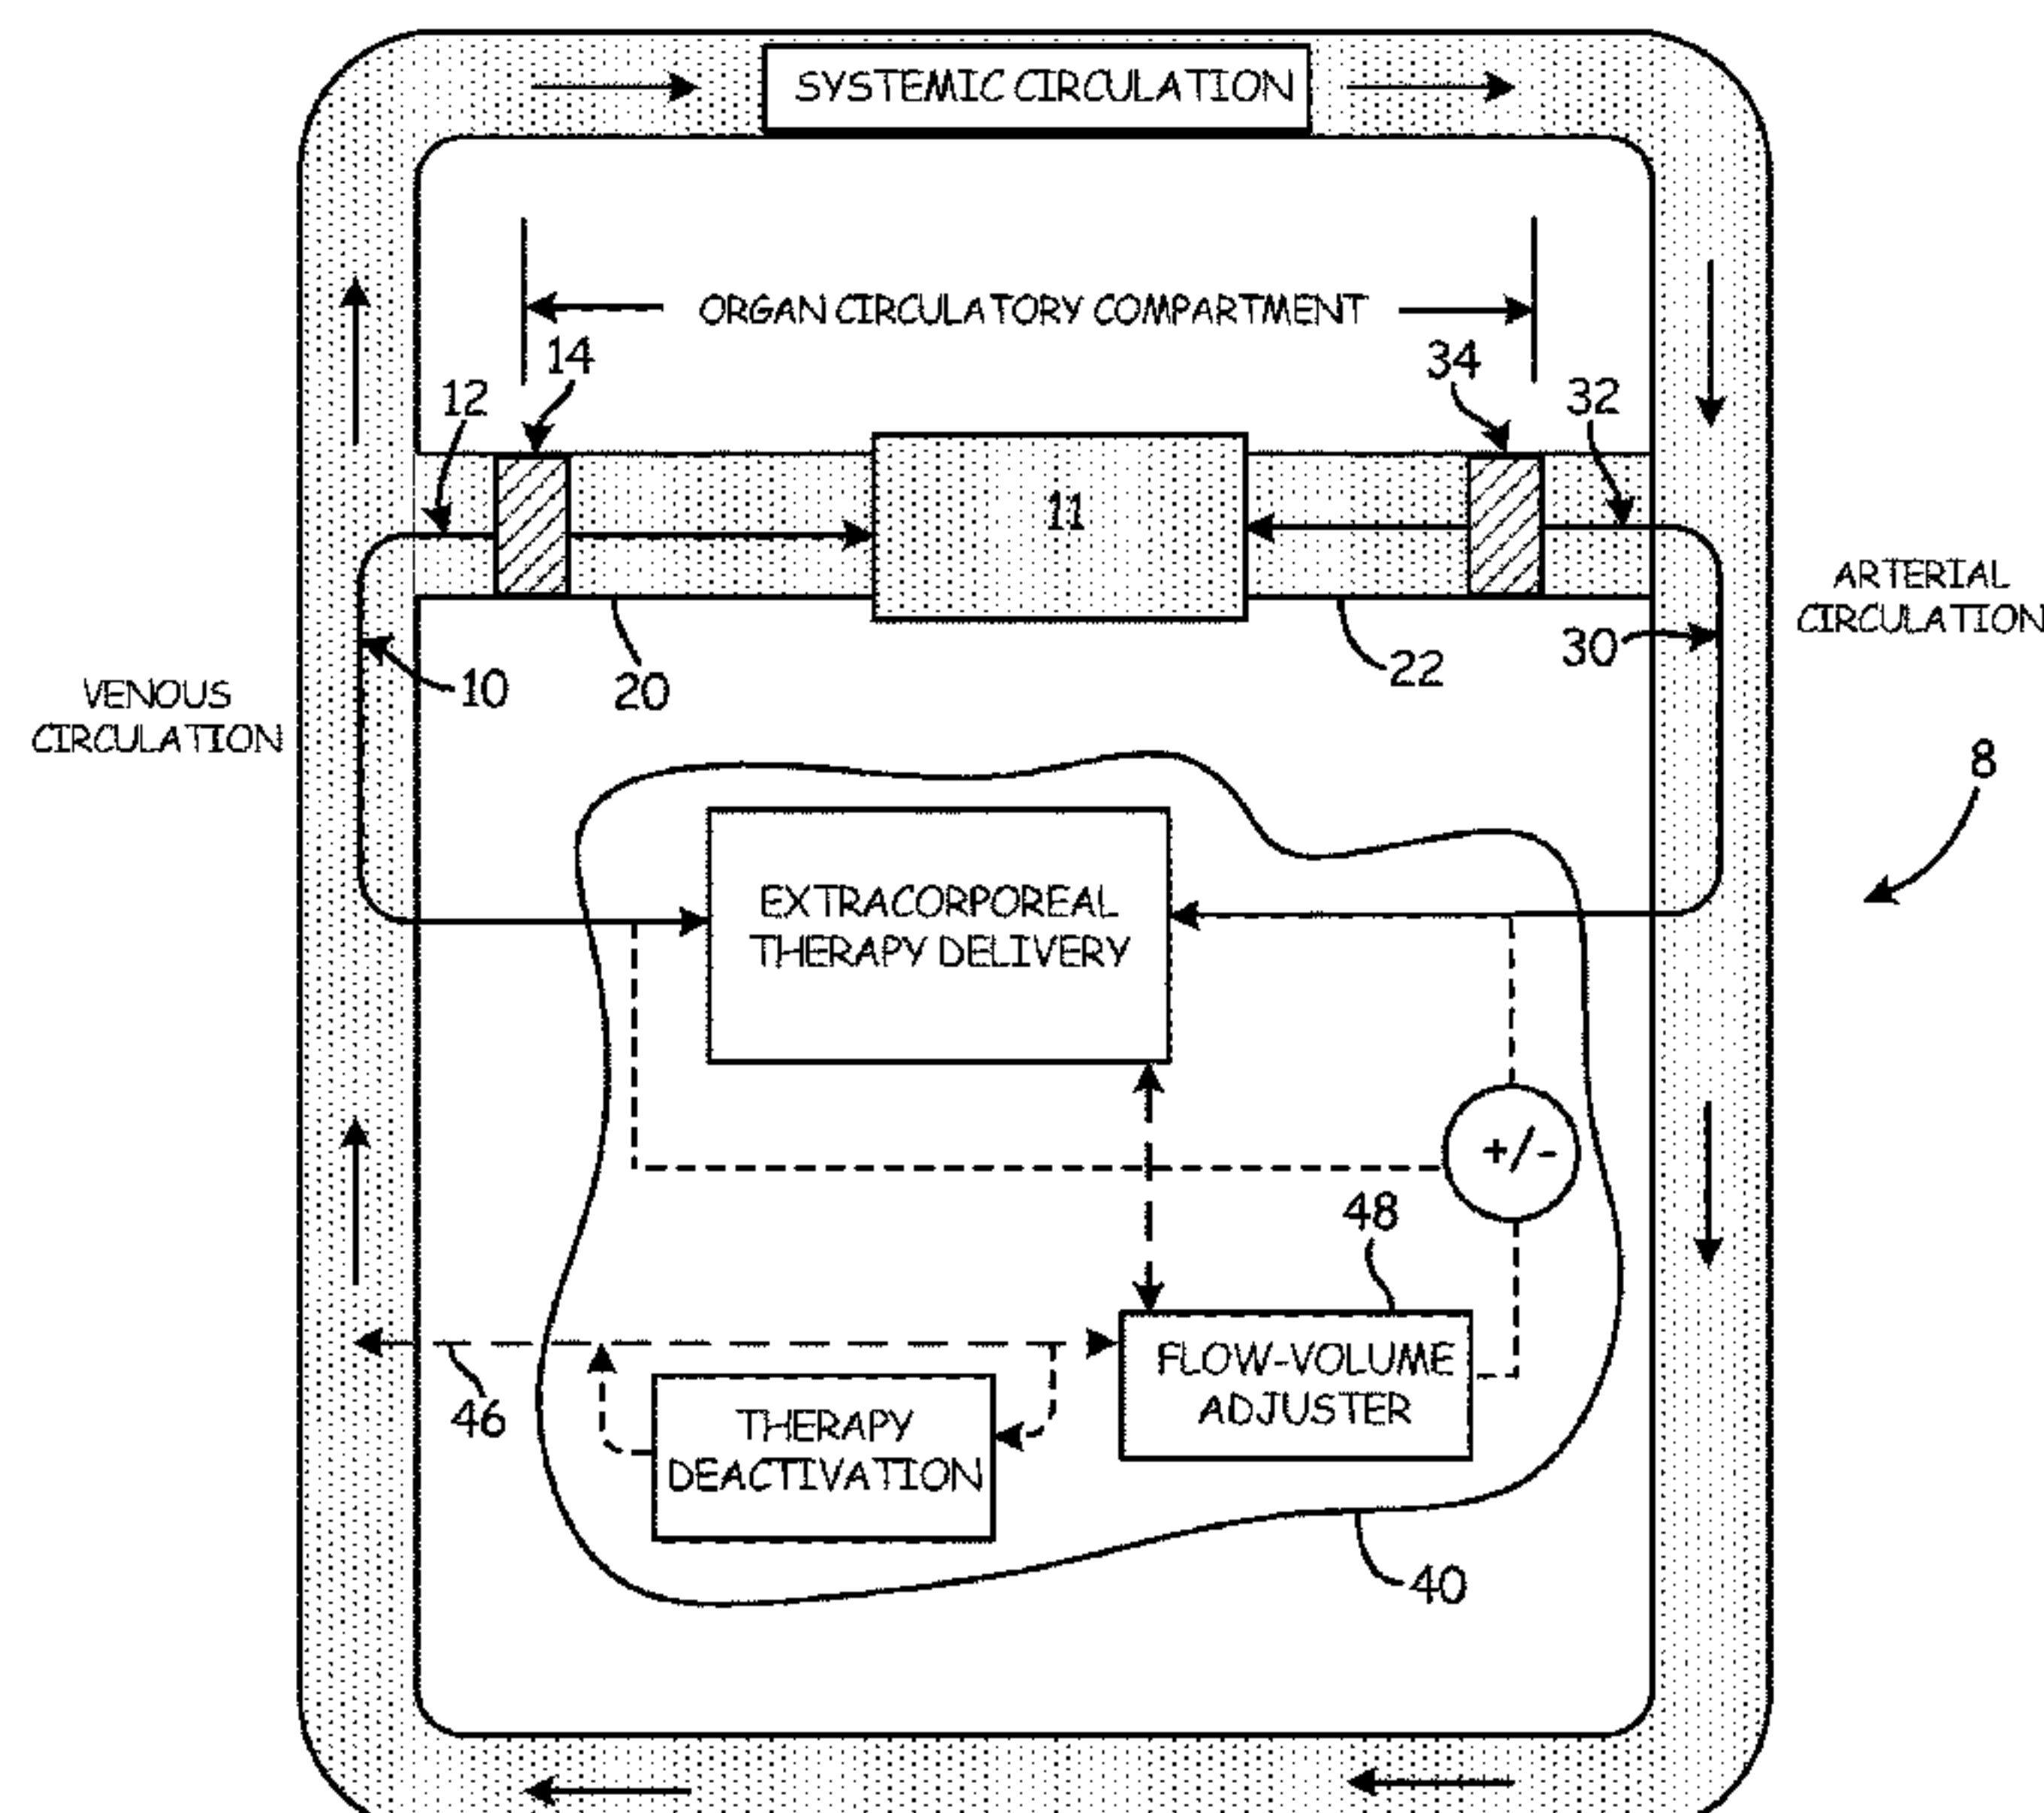 SYSTEMIC CIRCULATION
ORGAN CIRCULATORY COMPARTMENT
14
34
12
32
11
ARTERIAL
CIRCULATION
30
22
10
20
VENOUS
CIRCULATION
8
EXTRACORPOREAL
THERAPY DELIVERY
+/-
48
FLOW-VOLUME
ADJUSTER
46
THERAPY
DEACTIVATION
40